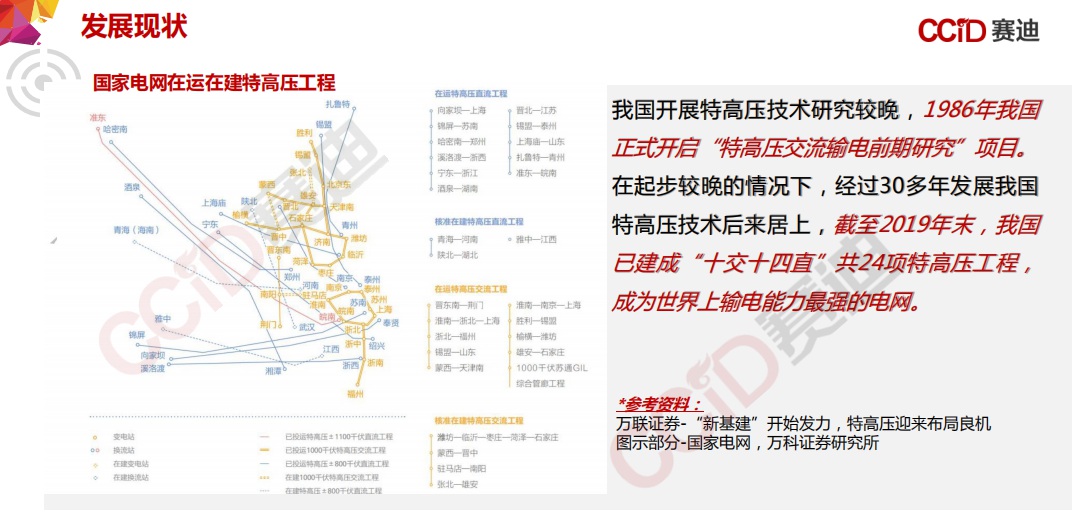 发展现状
CCiD 赛迪
国家电网在运在建特高压工程
准东
哈密南
扎鲁特
锡盟
胜利
锡盟
张北
酒泉
上海庙
陕北
蒙西
北京东
雄安
榆横
晋北
天津南
石家庄
宁东
青州
青海（海南）
晋中
济南
潍坊
晋东南
临沂
菏泽
枣庄
郑州
南京
泰州
河南
南京
泰州
南阳
驻马店
苏南
苏州
淮南
皖南
上海
雅中
荆门
武汉
皖南
浙北
奉贤
锦屏
浙中
绍兴
向家坝
江西
溪洛渡
湘潭
浙西
浙南
福州
变电站
换流站
在建变电站
在建换流站
已投运特高压±1100千伏直流工程
已投运1000千伏特高压交流工程
已投运特高压±800千伏直流工程
在建1000千伏特高压交流工程
在建特高压±800千伏直流工程
在运特高压直流工程
向家坝—上海
锦屏—苏南
哈密南—郑州
溪洛渡—浙西
宁东—浙江
酒泉—湖南
晋北—江苏
锡盟—泰州
上海庙—山东
扎鲁特—青州
准东—皖南
核准在建特高压直流工程
青海—河南
陕北—湖北
雅中—江西
在运特高压交流工程
晋东南—荆门
淮南—浙北—上海
浙北—福州
锡盟—山东
蒙西—天津南
淮南—南京—上海
胜利—锡盟
榆横—潍坊
雄安—石家庄
1000千伏苏通GIL
综合管廊工程
核准在建特高压交流工程
潍坊—临沂—枣庄—菏泽—石家庄
蒙西—晋中
驻马店—南阳
张北—雄安
我国开展特高压技术研究较晚，1986年我国
正式开启“特高压交流输电前期研究”项目。
在起步较晚的情况下，经过30多年发展我国
特高压技术后来居上，截至2019年末，我国
已建成“十交十四直”共24项特高压工程，
成为世界上输电能力最强的电网。
*参考资料：
万联证券-“新基建”开始发力，特高压迎来布局良机
图示部分-国家电网，万科证券研究所
CCiD赛迪
CCiD赛迪